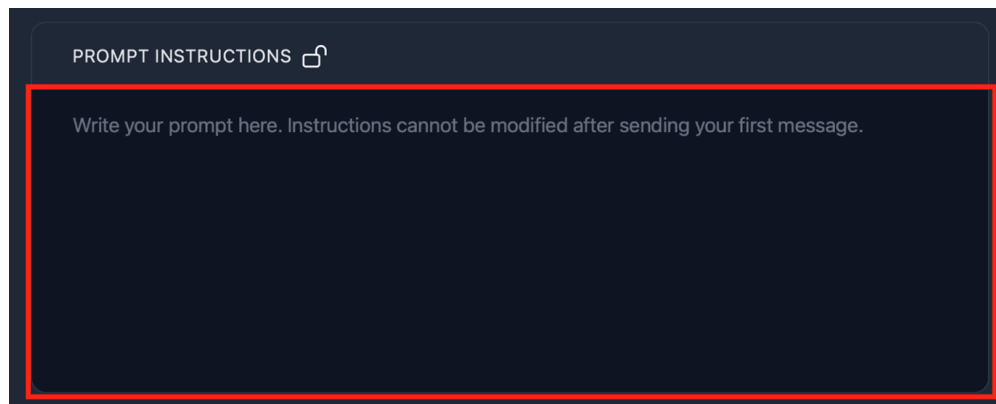 PROMPT INSTRUCTIONS
Write your prompt here. Instructions cannot be modified after sending your first message.